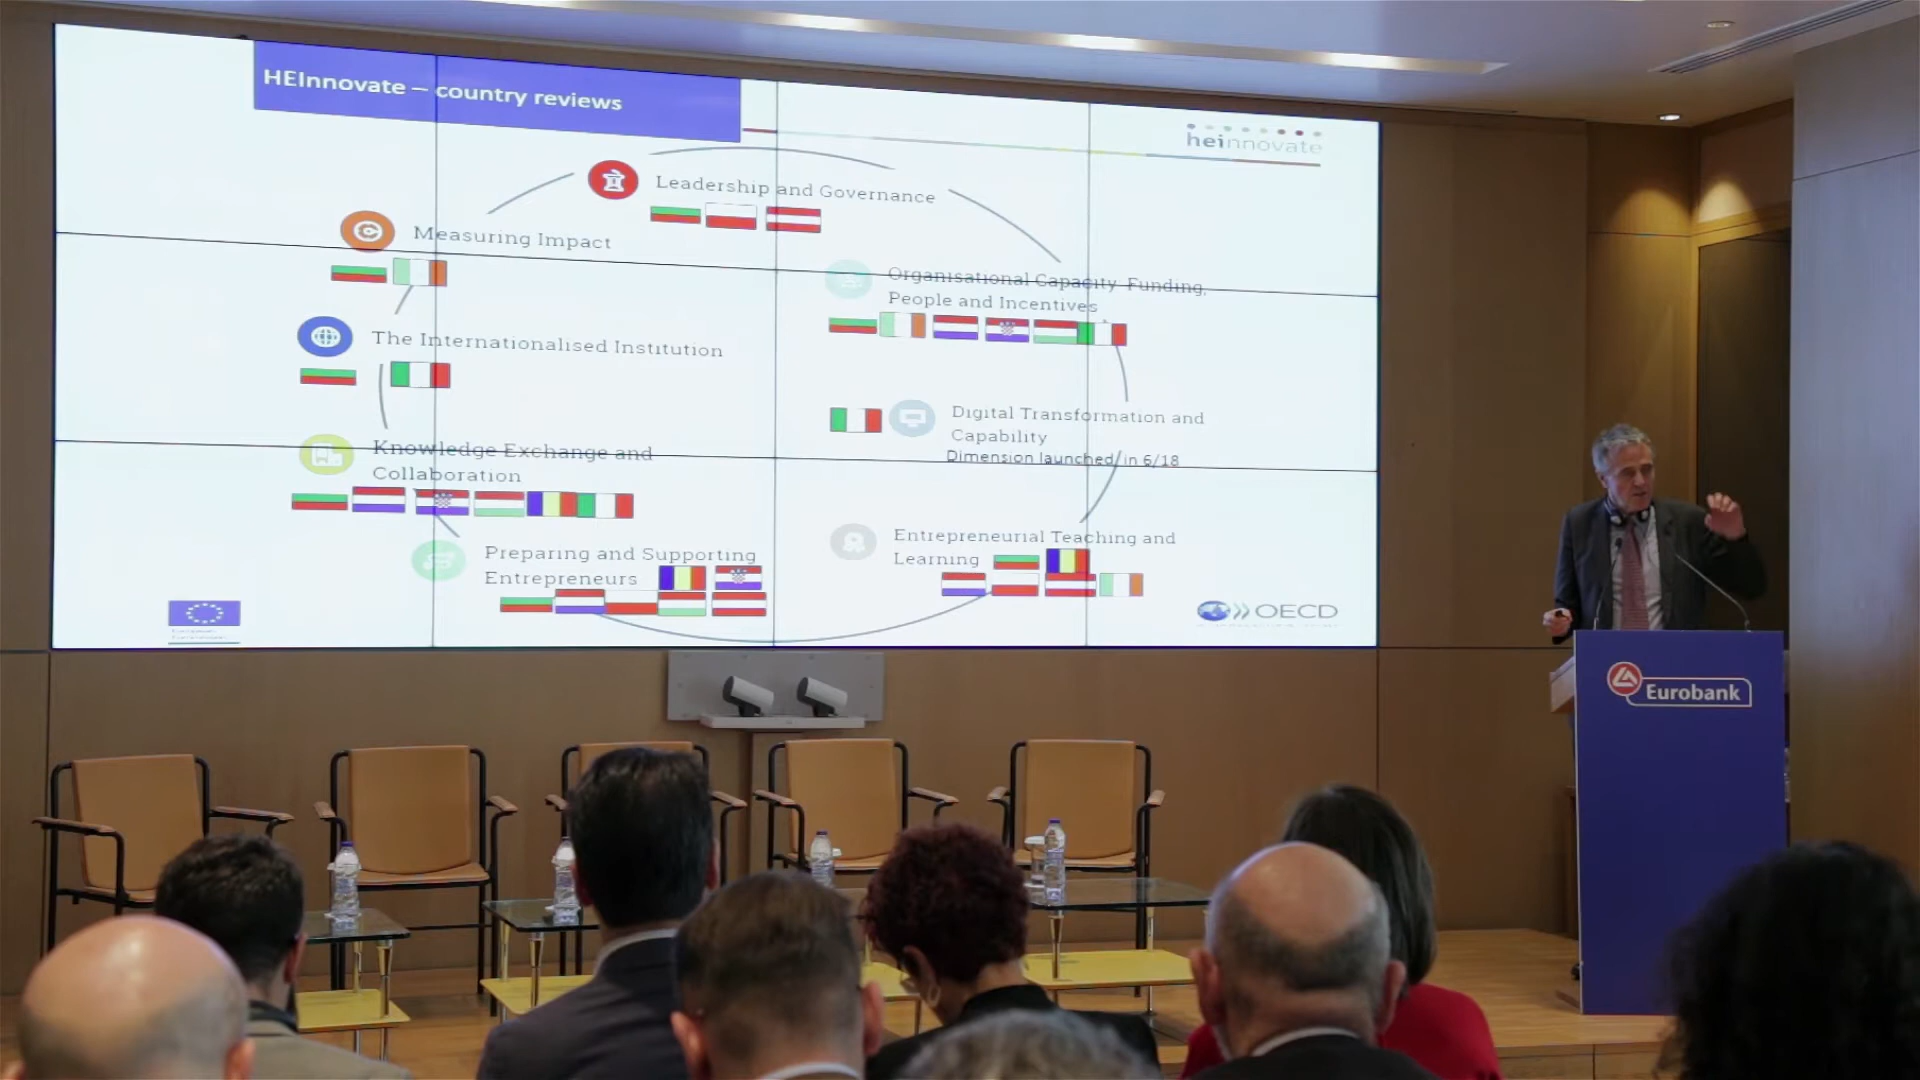 HEInnovate – country reviews
heinnovate
Leadership and Governance
Measuring Impact
Organisational Capacity, Funding,
People and Incentives
The Internationalised Institution
Digital Transformation and
Capability
Dimension launched in 6/18
Knowledge Exchange and
Collaboration
Entrepreneurial Teaching and
Learning
Preparing and Supporting
Entrepreneurs
OECD
Eurobank